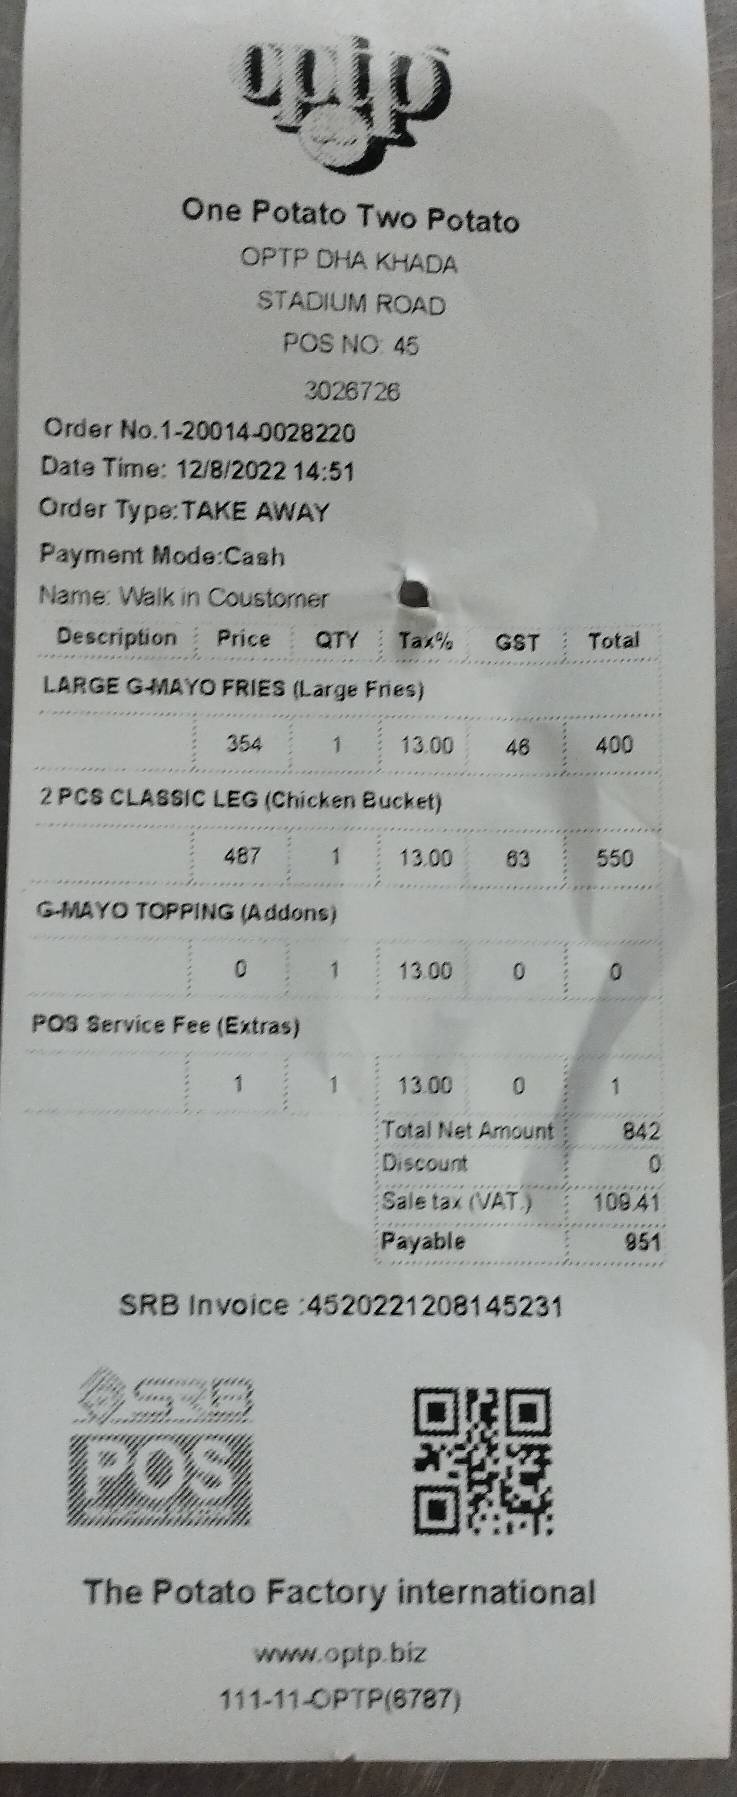 optp
One Potato Two Potato
OPTP DHA KHADA
STADIUM ROAD
POS NO: 45
3026726
Order No.1-20014-0028220
Date Time: 12/8/2022 14:51
Order Type:TAKE AWAY
Payment Mode:Cash
Name: Walk in Coustomer
Description Price QTY Tax% GST Total
LARGE G-MAYO FRIES (Large Fries)
354 1 13.00 46 400
2 PCS CLASSIC LEG (Chicken Bucket)
487 1 13.00 63 550
G-MAYO TOPPING (Addons)
0 1 13.00 0 0
POS Service Fee (Extras)
1 1 13.00 0 1
Total Net Amount 842
Discount 0
Sale tax (VAT.) 109.41
Payable 951
SRB Invoice :4520221208145231
SRB
POS
The Potato Factory international
www.optp.biz
111-11-OPTP(6787)